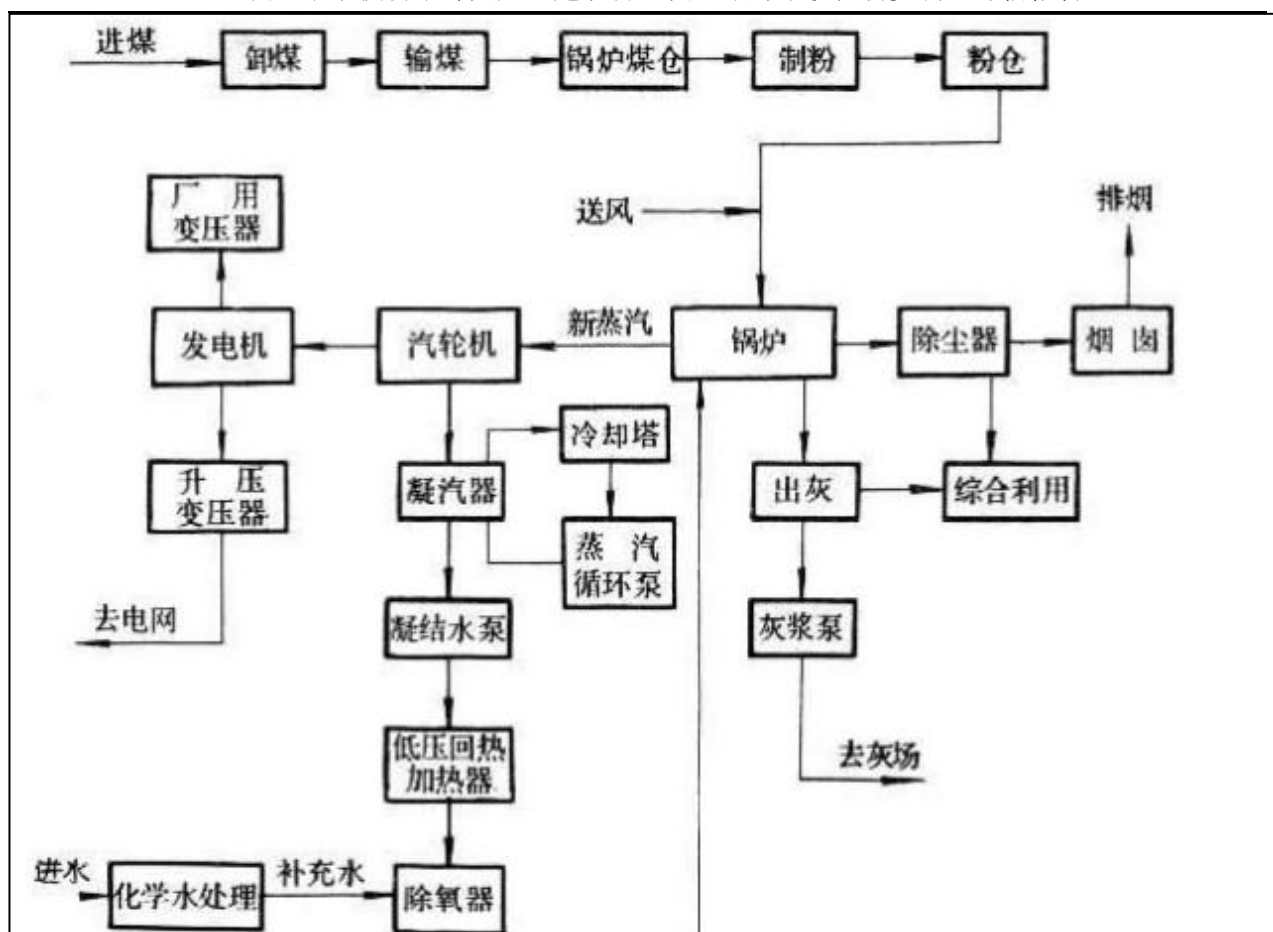 进煤
卸煤
输煤
锅炉煤仓
制粉
粉仓
厂 用
变压器
送风
排烟
发电机
汽轮机
新蒸汽
锅炉
除尘器
烟 囱
升 压
变压器
凝汽器
冷却塔
出灰
综合利用
蒸 汽
循环泵
去电网
凝结水泵
灰浆泵
低压回热
加热器
去灰场
进水
化学水处理
补充水
除氧器